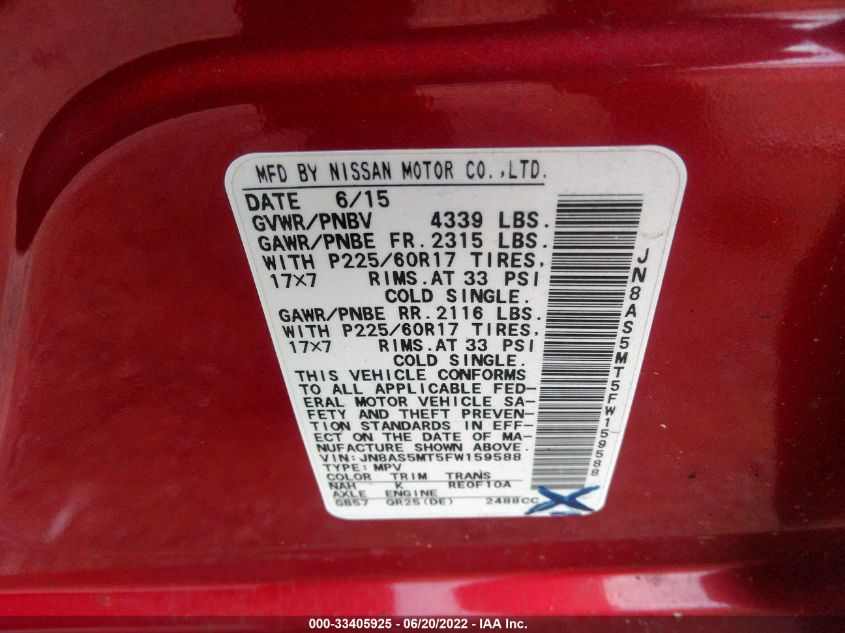 MFD BY NISSAN MOTOR CO.,LTD.
DATE 6/15
GVWR/PNBV 4339 LBS.
GAWR/PNBE FR.2315 LBS.
WITH P225/60R17 TIRES,
17×7 RIMS.AT 33 PSI
COLD SINGLE.
GAWR/PNBE RR.2116 LBS.
WITH P225/60R17 TIRES,
17×7 RIMS.AT 33 PSI
COLD SINGLE.
THIS VEHICLE CONFORMS
TO ALL APPLICABLE FED-
ERAL MOTOR VEHICLE SA-
FETY AND THEFT PREVEN-
TION STANDARDS IN EFF-
ECT ON THE DATE OF MA-
NUFACTURE SHOWN ABOVE.
VIN:JN8AS5MT5FW159588
TYPE:MPV
COLOR TRIM TRANS
NAH K RE0F10A
AXLE ENGINE
GB57 QR25(DE) 2488CC
JN8AS5MT5FW159588
000-33405925 - 06/20/2022 - IAA Inc.